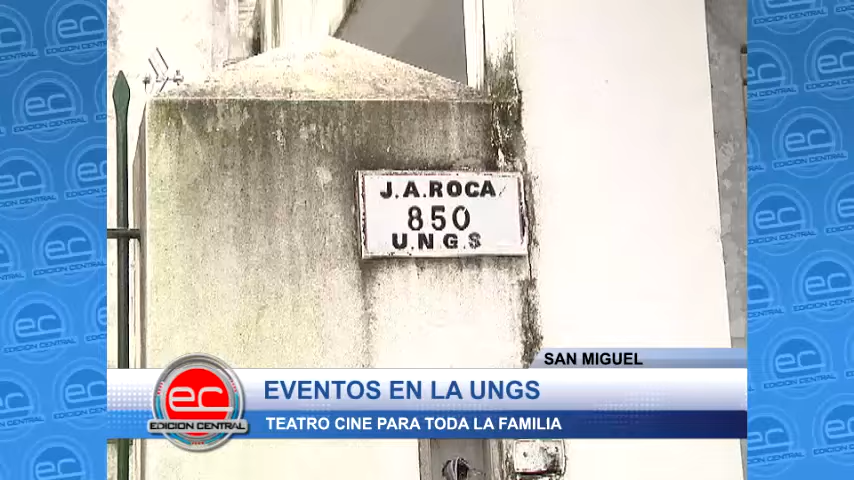 J.A.ROCA
850
U.N.G.S
SAN MIGUEL
EVENTOS EN LA UNGS
TEATRO CINE PARA TODA LA FAMILIA
ec
EDICION CENTRAL